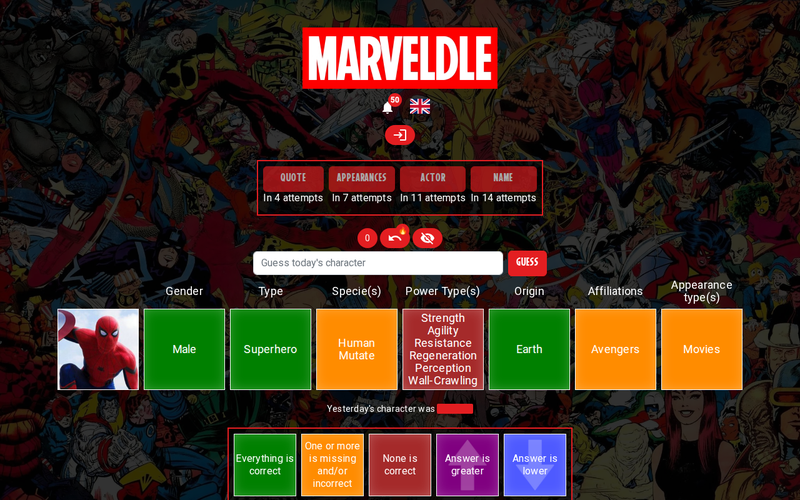 MARVELDLE
50
QUOTE APPEARANCES ACTOR NAME
In 4 attempts In 7 attempts In 11 attempts In 14 attempts
0
Guess today's character GUESS
Gender Type Specie(s) Power Type(s) Origin Affiliations Appearance
type(s)
Male
Superhero
Human
Mutate
Strength
Agility
Resistance
Regeneration
Perception
Wall-Crawling
Earth
Avengers
Movies
Yesterday's character was
Everything is
correct
One or more
is missing
and/or
incorrect
None is
correct
Answer is
greater
Answer is
lower